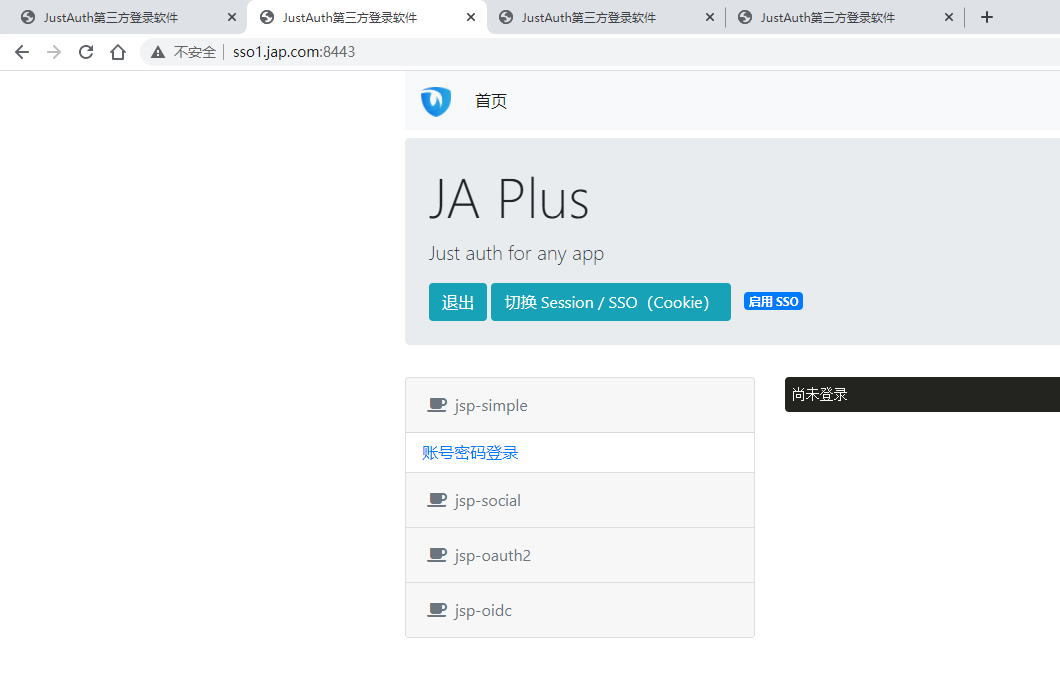 JustAuth第三方登录软件
JustAuth第三方登录软件
JustAuth第三方登录软件
JustAuth第三方登录软件
不安全 sso1.jap.com:8443
首页
JA Plus
Just auth for any app
退出 切换 Session / SSO（Cookie） 启用 SSO
jsp-simple
尚未登录
账号密码登录
jsp-social
jsp-oauth2
jsp-oidc